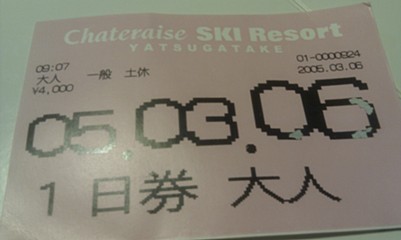 Chateraise SKI Resort
YATSUGATAKE
09:07
大人 一般 土休
¥4,000
01-0000924
2005.03.06
05.03.06
1日券 大人